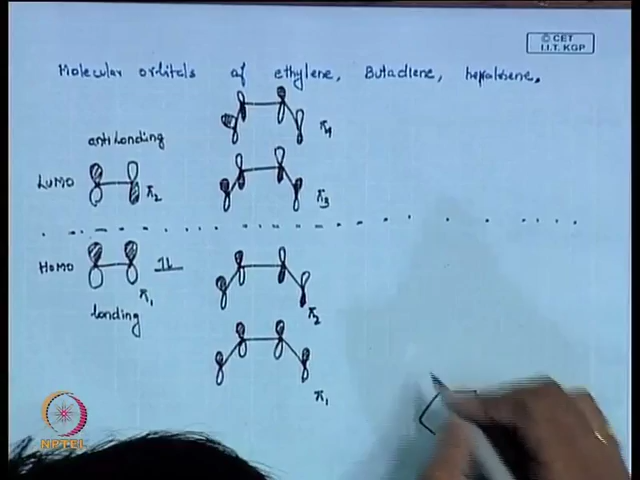 © CET
I.I.T. KGP
Molecular orbitals of ethylene, Butadiene, hexatriene.
π4
antibonding
LUMO
π2
π3
HOMO
π1
bonding
π2
π1
NPTEL